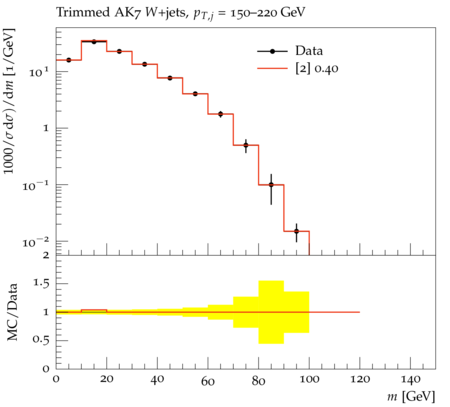 Trimmed AK7 W+jets, p_{T,j} = 150–220 GeV
1000/σ dσ)/dm [1/GeV]
Data
[2] 0.40
10^1
1
10^−1
10^−2
MC/Data
2
1.5
1
0.5
0
0 20 40 60 80 100 120 140
m [GeV]